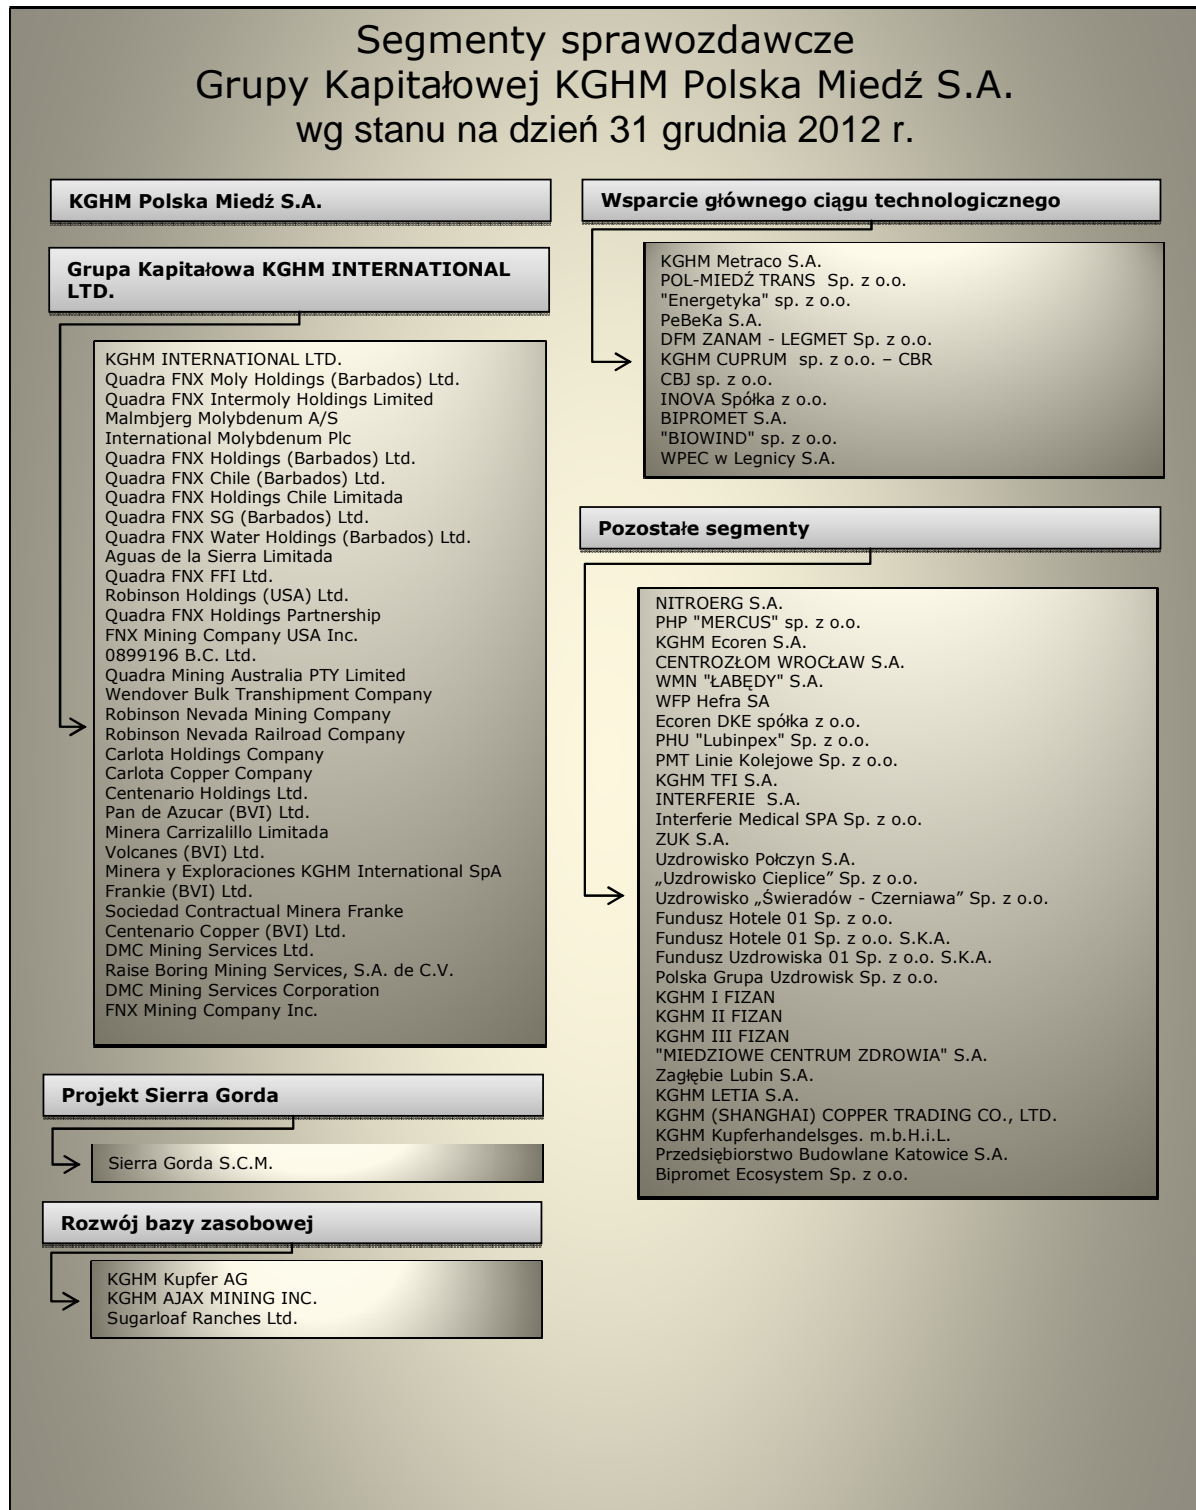 Segmenty sprawozdawcze
Grupy Kapitałowej KGHM Polska Miedź S.A.
wg stanu na dzień 31 grudnia 2012 r.
KGHM Polska Miedź S.A.
Grupa Kapitałowa KGHM INTERNATIONAL
LTD.
KGHM INTERNATIONAL LTD.
Quadra FNX Moly Holdings (Barbados) Ltd.
Quadra FNX Intermoly Holdings Limited
Malmbjerg Molybdenum A/S
International Molybdenum Plc
Quadra FNX Holdings (Barbados) Ltd.
Quadra FNX Chile (Barbados) Ltd.
Quadra FNX Holdings Chile Limitada
Quadra FNX SG (Barbados) Ltd.
Quadra FNX Water Holdings (Barbados) Ltd.
Aguas de la Sierra Limitada
Quadra FNX FFI Ltd.
Robinson Holdings (USA) Ltd.
Quadra FNX Holdings Partnership
FNX Mining Company USA Inc.
0899196 B.C. Ltd.
Quadra Mining Australia PTY Limited
Wendover Bulk Transhipment Company
Robinson Nevada Mining Company
Robinson Nevada Railroad Company
Carlota Holdings Company
Carlota Copper Company
Centenario Holdings Ltd.
Pan de Azucar (BVI) Ltd.
Minera Carrizalillo Limitada
Volcanes (BVI) Ltd.
Minera y Exploraciones KGHM International SpA
Frankie (BVI) Ltd.
Sociedad Contractual Minera Franke
Centenario Copper (BVI) Ltd.
DMC Mining Services Ltd.
Raise Boring Mining Services, S.A. de C.V.
DMC Mining Services Corporation
FNX Mining Company Inc.
Projekt Sierra Gorda
Sierra Gorda S.C.M.
Rozwój bazy zasobowej
KGHM Kupfer AG
KGHM AJAX MINING INC.
Sugarloaf Ranches Ltd.
Wsparcie głównego ciągu technologicznego
KGHM Metraco S.A.
POL-MIEDŹ TRANS Sp. z o.o.
"Energetyka" sp. z o.o.
PeBeKa S.A.
DFM ZANAM - LEGMET Sp. z o.o.
KGHM CUPRUM sp. z o.o. – CBR
CBJ sp. z o.o.
INOVA Spółka z o.o.
BIPROMET S.A.
"BIOWIND" sp. z o.o.
WPEC w Legnicy S.A.
Pozostałe segmenty
NITROERG S.A.
PHP "MERCUS" sp. z o.o.
KGHM Ecoren S.A.
CENTROZŁOM WROCŁAW S.A.
WMN "ŁABĘDY" S.A.
WFP Hefra SA
Ecoren DKE spółka z o.o.
PHU "Lubinpex" Sp. z o.o.
PMT Linie Kolejowe Sp. z o.o.
KGHM TFI S.A.
INTERFERIE S.A.
Interferie Medical SPA Sp. z o.o.
ZUK S.A.
Uzdrowisko Połczyn S.A.
„Uzdrowisko Cieplice” Sp. z o.o.
Uzdrowisko „Świeradów - Czerniawa” Sp. z o.o.
Fundusz Hotele 01 Sp. z o.o.
Fundusz Hotele 01 Sp. z o.o. S.K.A.
Fundusz Uzdrowiska 01 Sp. z o.o. S.K.A.
Polska Grupa Uzdrowisk Sp. z o.o.
KGHM I FIZAN
KGHM II FIZAN
KGHM III FIZAN
"MIEDZIOWE CENTRUM ZDROWIA" S.A.
Zagłębie Lubin S.A.
KGHM LETIA S.A.
KGHM (SHANGHAI) COPPER TRADING CO., LTD.
KGHM Kupferhandelsges. m.b.H.i.L.
Przedsiębiorstwo Budowlane Katowice S.A.
Bipromet Ecosystem Sp. z o.o.